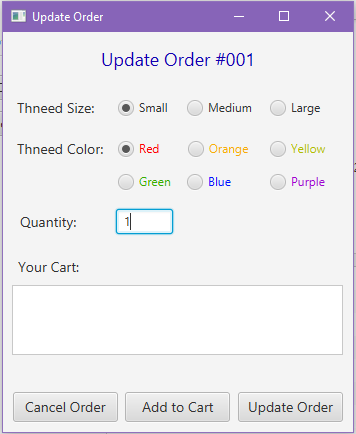 Update Order
Update Order #001
Thneed Size: Small Medium Large
Thneed Color: Red Orange Yellow
Green Blue Purple
Quantity: 1
Your Cart:
Cancel Order Add to Cart Update Order